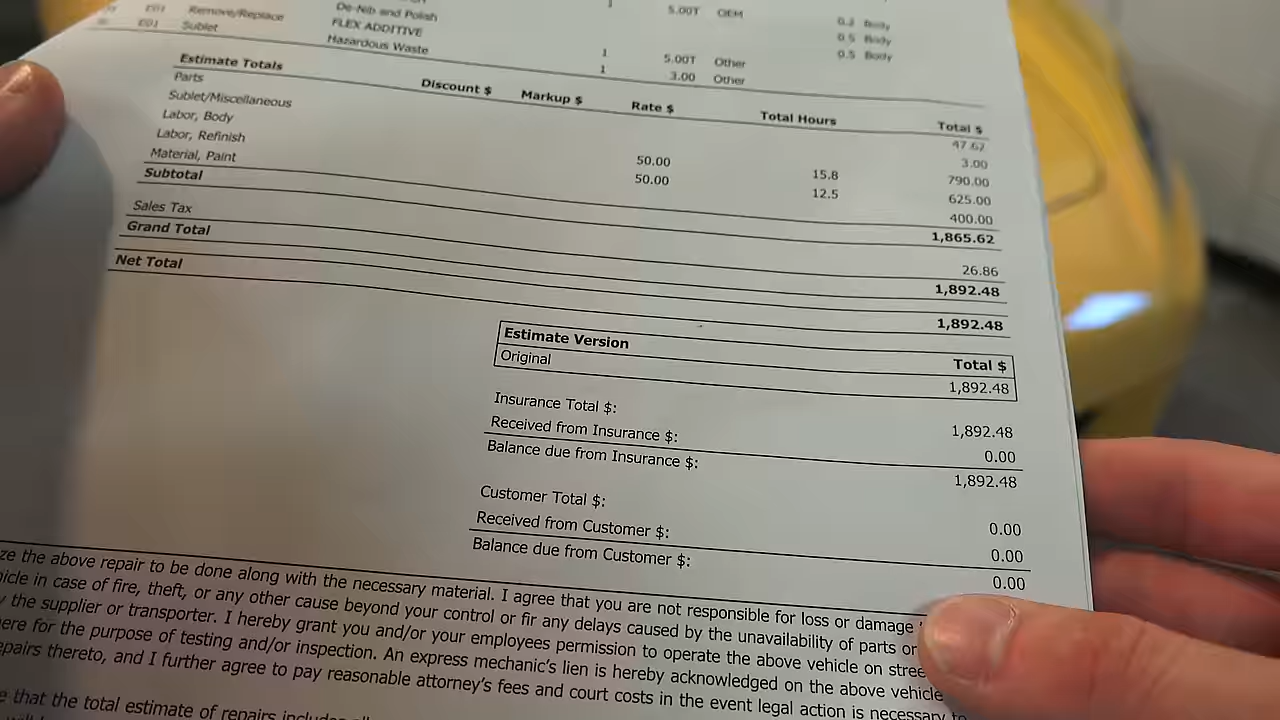 De-Nib and Polish 1 5.00T OEM 0.2 Body
E01 Remove/Replace FLEX ADDITIVE 1 5.00T Other 0.5 Body
E01 Sublet Hazardous Waste 1 3.00 Other 0.5 Body
Estimate Totals Discount $ Markup $ Rate $ Total Hours Total $
Parts 47.62
Sublet/Miscellaneous 3.00
Labor, Body 50.00 15.8 790.00
Labor, Refinish 50.00 12.5 625.00
Material, Paint 400.00
Subtotal 1,865.62
Sales Tax 26.86
Grand Total 1,892.48
Net Total 1,892.48
Estimate Version Total $
Original 1,892.48
Insurance Total $: 1,892.48
Received from Insurance $: 0.00
Balance due from Insurance $: 1,892.48
Customer Total $: 0.00
Received from Customer $: 0.00
Balance due from Customer $: 0.00
ze the above repair to be done along with the necessary material. I agree that you are not responsible for loss or damage
icle in case of fire, theft, or any other cause beyond your control or fir any delays caused by the unavailability of parts or
y the supplier or transporter. I hereby grant you and/or your employees permission to operate the above vehicle on stree
ere for the purpose of testing and/or inspection. An express mechanic's lien is hereby acknowledged on the above vehicle
epairs thereto, and I further agree to pay reasonable attorney's fees and court costs in the event legal action is necessary to
e that the total estimate of repairs includes